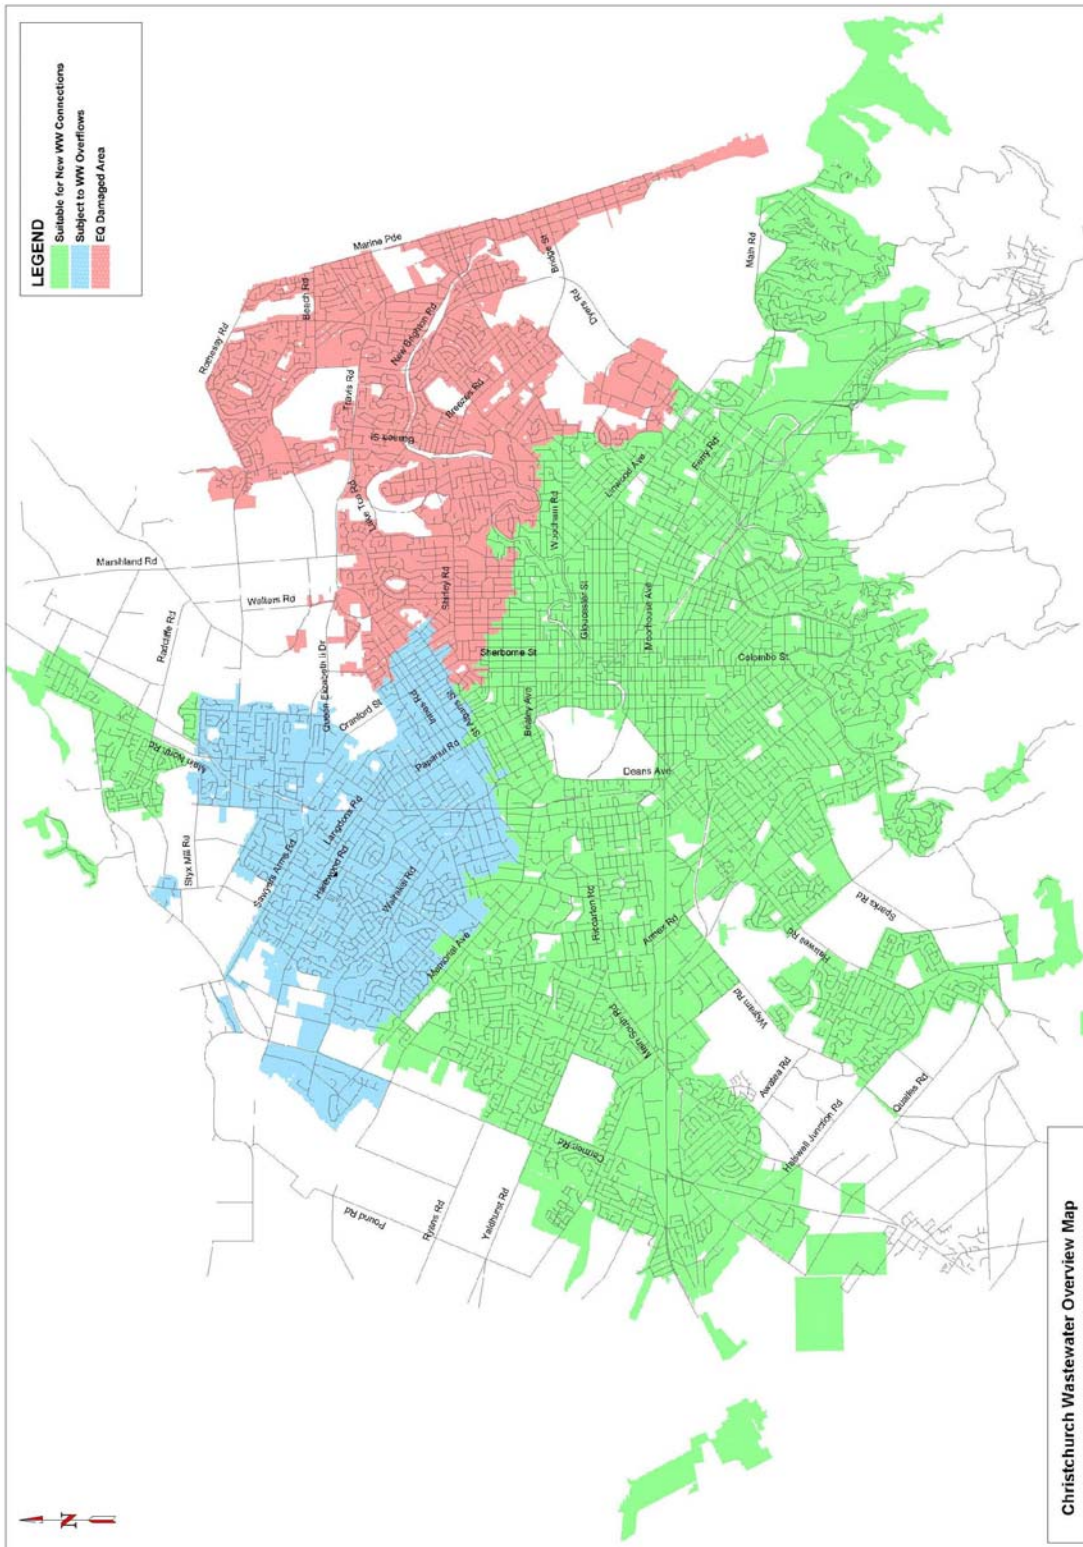 LEGEND
Suitable for New WW Connections
Subject to WW Overflows
EQ Damaged Area
Rothesay Rd
Beach Rd
Marine Pde
Travis Rd
New Brighton Rd
Bassett St
Breezes Rd
Bridge St
Dyers Rd
Main Rd
Lake Tce Rd
Marshland Rd
Walters Rd
Radcliffe Rd
Shirley Rd
Woodham Rd
Linwood Ave
Ferry Rd
Queen Elizabeth II Dr
Cranford St
Innes Rd
St Albans St
Sherborne St
Gloucester St
Moorhouse Ave
Colombo St
Main North Rd
Papanui Rd
Bealey Ave
Deans Ave
Styx Mill Rd
Sawyers Arms Rd
Langdons Rd
Harewood Rd
Wairakei Rd
Memorial Ave
Riccarton Rd
Annex Rd
Sparks Rd
Halswell Rd
Main South Rd
Wigram Rd
Awatea Rd
Quaifes Rd
Halswell Junction Rd
Carmen Rd
Pound Rd
Ryans Rd
Yaldhurst Rd
N
Christchurch Wastewater Overview Map